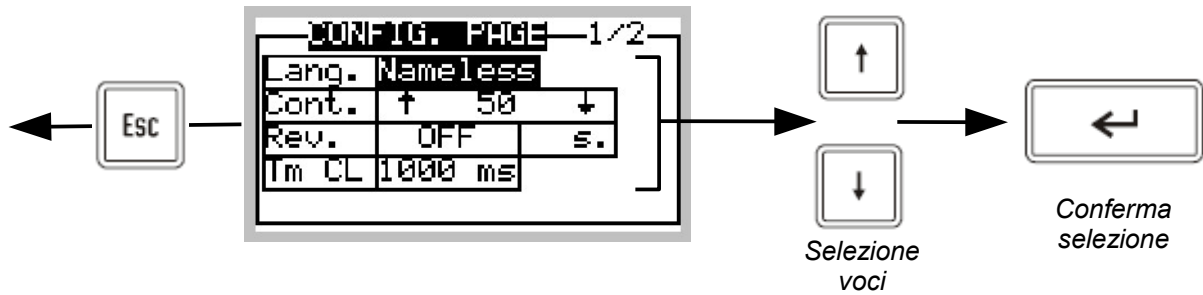 CONFIG. PAGE 1/2
Lang. Nameless
Cont. ↑ 50 ↓
Rev. OFF s.
Tm CL 1000 ms
Esc
↑
↓
↵
Selezione
voci
Conferma
selezione